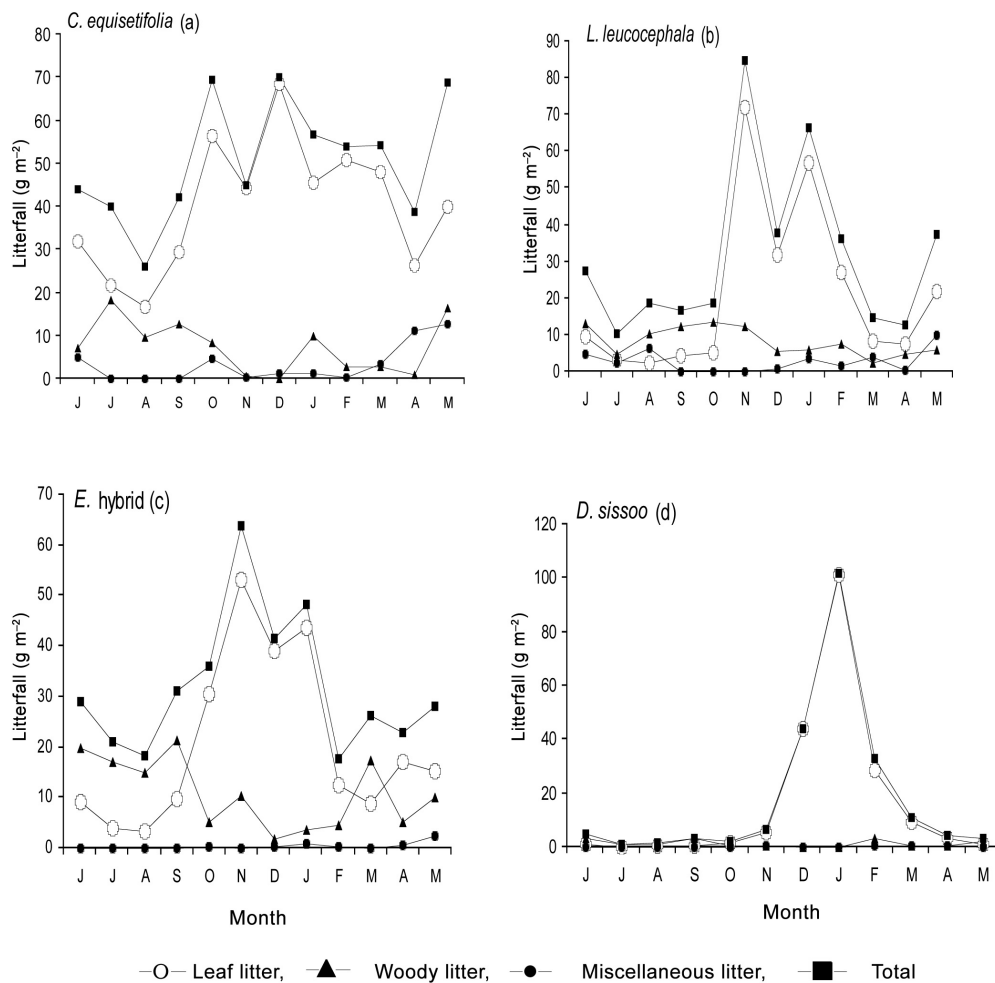 C. equisetifolia (a)
80
70
60
50
40
30
20
10
0
Litterfall (g m⁻²)
J J A S O N D J F M A M
L. leucocephala (b)
90
80
70
60
50
40
30
20
10
0
Litterfall (g m⁻²)
J J A S O N D J F M A M
E. hybrid (c)
70
60
50
40
30
20
10
0
Litterfall (g m⁻²)
J J A S O N D J F M A M
Month
D. sissoo (d)
120
100
80
60
40
20
0
Litterfall (g m⁻²)
J J A S O N D J F M A M
Month
Leaf litter, Woody litter, Miscellaneous litter, Total